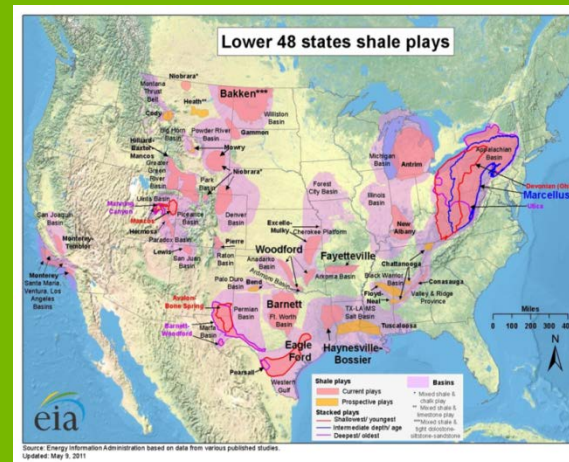 Lower 48 states shale plays
Niobrara*
Montana
Thrust
Belt
Heath**
Cody
Bakken***
Williston
Basin
Big Horn
Basin
Powder River
Basin
Gammon
Hilliard-
Baxter-
Mancos
Mowry
Greater
Green
River
Basin
Niobrara*
Park
Basin
Uinta Basin
Manning
Canyon
Mancos
Piceance
Basin
Denver
Basin
Hermosa
Paradox Basin
Lewis
San Juan
Basin
Pierre
Raton
Basin
San Joaquin
Basin
Monterey-
Temblor
Monterey
Santa Maria,
Ventura, Los
Angeles
Basins
Forest
City Basin
Excello-
Mulky
Cherokee Platform
Michigan
Basin
Antrim
Illinois
Basin
New
Albany
Appalachian
Basin
Marcellus
Utica
Woodford
Anadarko
Basin
Ardmore Basin
Palo Duro
Basin
Bend
Fayetteville
Arkoma Basin
Chattanooga
Black Warrior
Basin
Conasauga
Valley & Ridge
Province
Floyd-
Neal
Avalon/
Bone Spring
Permian
Basin
Barnett-
Woodford
Marfa
Basin
Barnett
Ft. Worth
Basin
TX-LA-MS
Salt Basin
Tuscaloosa
Haynesville-
Bossier
Eagle
Ford
Pearsall
Western
Gulf
Miles
0 100 200 300 400
N
Shale plays
Current plays
Prospective plays
Stacked plays
Shallowest/ youngest
Intermediate depth/ age
Deepest/ oldest
Basins
* Mixed shale &
chalk play
** Mixed shale &
limestone play
***Mixed shale &
tight dolostone-
siltstone-sandstone
eia
Source: Energy Information Administration based on data from various published studies.
Updated: May 9, 2011